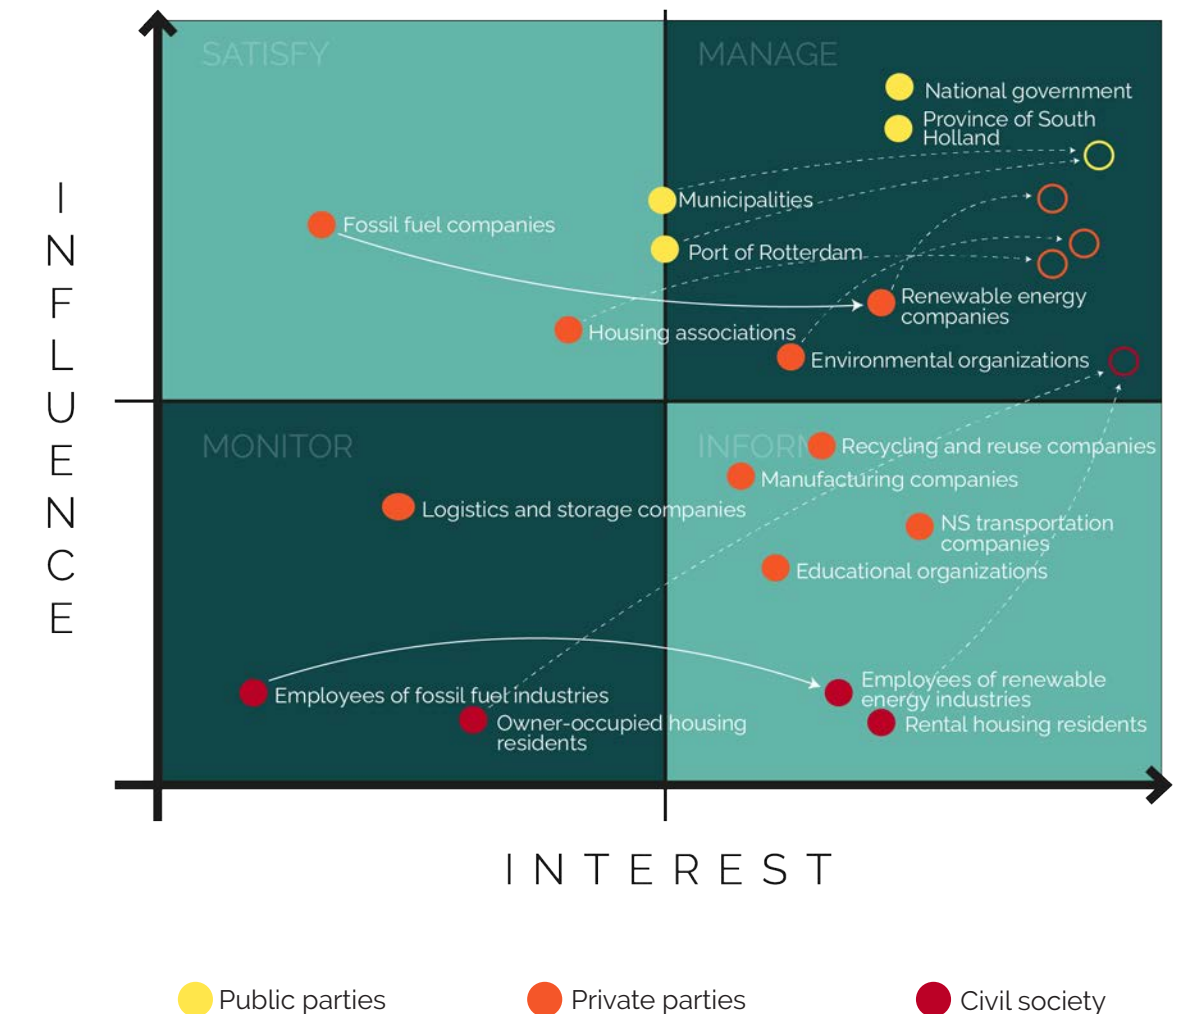 INFLUENCE
SATISFY
MANAGE
National government
Province of South
Holland
Municipalities
Fossil fuel companies
Port of Rotterdam
Renewable energy
companies
Housing associations
Environmental organizations
MONITOR
INFORM
Recycling and reuse companies
Manufacturing companies
Logistics and storage companies
NS transportation
companies
Educational organizations
Employees of fossil fuel industries
Owner-occupied housing
residents
Employees of renewable
energy industries
Rental housing residents
INTEREST
Public parties
Private parties
Civil society